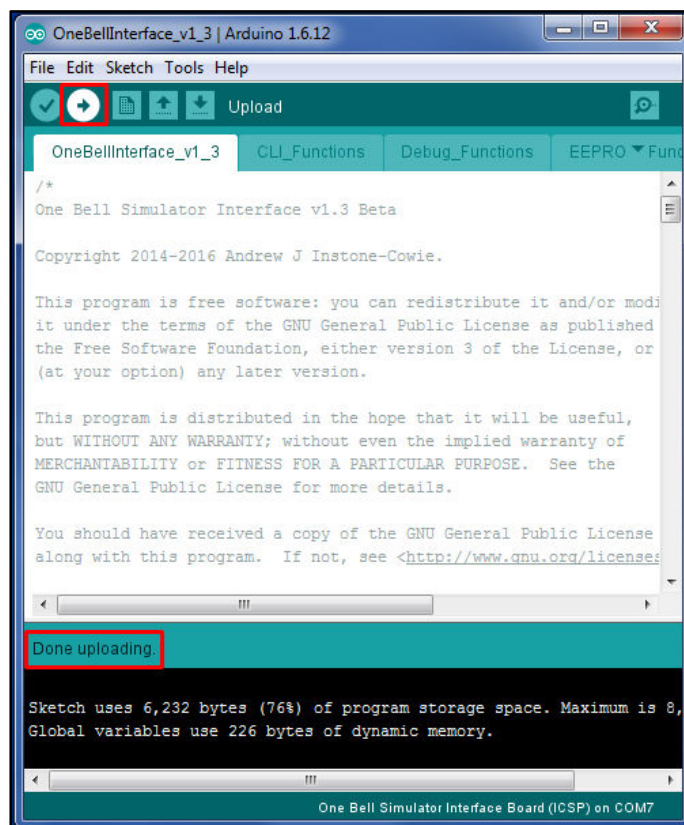 OneBellInterface_v1_3 | Arduino 1.6.12
File Edit Sketch Tools Help
Upload
OneBellInterface_v1_3 CLI_Functions Debug_Functions EEPRO Func
/*
One Bell Simulator Interface v1.3 Beta
Copyright 2014-2016 Andrew J Instone-Cowie.
This program is free software: you can redistribute it and/or modi
it under the terms of the GNU General Public License as published
the Free Software Foundation, either version 3 of the License, or
(at your option) any later version.
This program is distributed in the hope that it will be useful,
but WITHOUT ANY WARRANTY; without even the implied warranty of
MERCHANTABILITY or FITNESS FOR A PARTICULAR PURPOSE.  See the
GNU General Public License for more details.
You should have received a copy of the GNU General Public License
along with this program.  If not, see <http://www.gnu.org/licenses
Done uploading.
Sketch uses 6,232 bytes (76%) of program storage space. Maximum is 8,
Global variables use 226 bytes of dynamic memory.
One Bell Simulator Interface Board (ICSP) on COM7